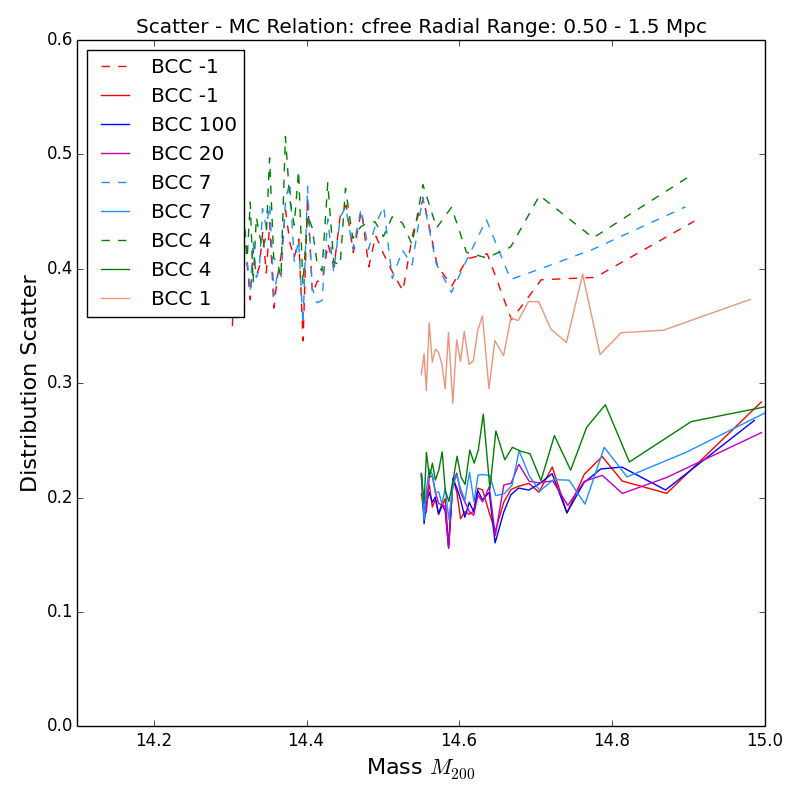 Scatter - MC Relation: cfree Radial Range: 0.50 - 1.5 Mpc
0.6
0.5
0.4
0.3
0.2
0.1
0.0
Distribution Scatter
BCC -1
BCC -1
BCC 100
BCC 20
BCC 7
BCC 7
BCC 4
BCC 4
BCC 1
14.2
14.4
14.6
14.8
15.0
Mass M₂₀₀